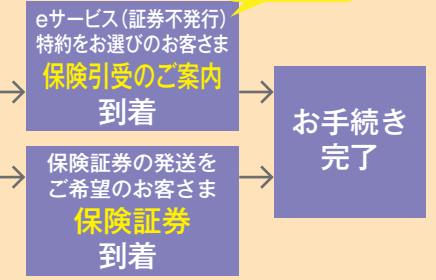 eサービス(証券不発行)
特約をお選びのお客さま
保険引受のご案内
到着
保険証券の発送を
ご希望のお客さま
保険証券
到着
お手続き
完了